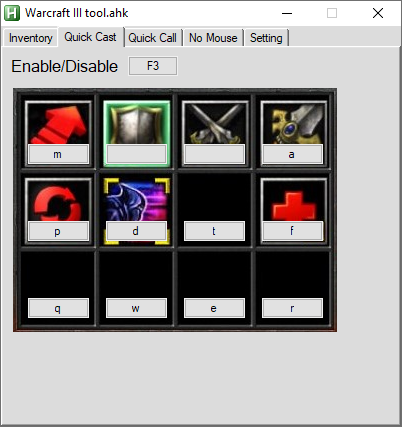 Warcraft III tool.ahk
Inventory Quick Cast Quick Call No Mouse Setting
Enable/Disable F3
m a
p d t f
q w e r